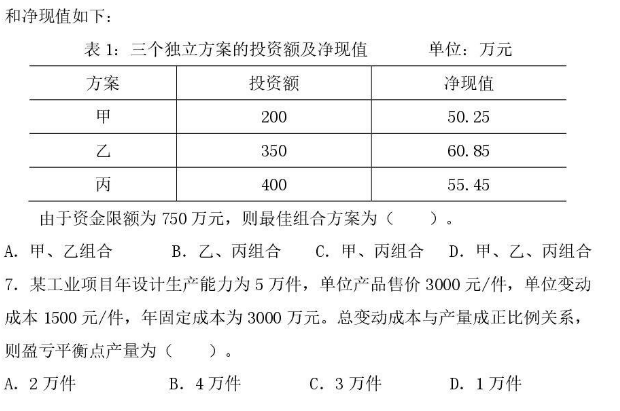 和净现值如下：
表 1：三个独立方案的投资额及净现值 单位：万元
方案 投资额 净现值
甲 200 50.25
乙 350 60.85
丙 400 55.45
由于资金限额为 750 万元，则最佳组合方案为（ ）。
A．甲、乙组合 B．乙、丙组合 C．甲、丙组合 D．甲、乙、丙组合
7．某工业项目年设计生产能力为 5 万件，单位产品售价 3000 元/件，单位变动
成本 1500 元/件，年固定成本为 3000 万元。总变动成本与产量成正比例关系，
则盈亏平衡点产量为（ ）。
A．2 万件 B．4 万件 C．3 万件 D．1 万件